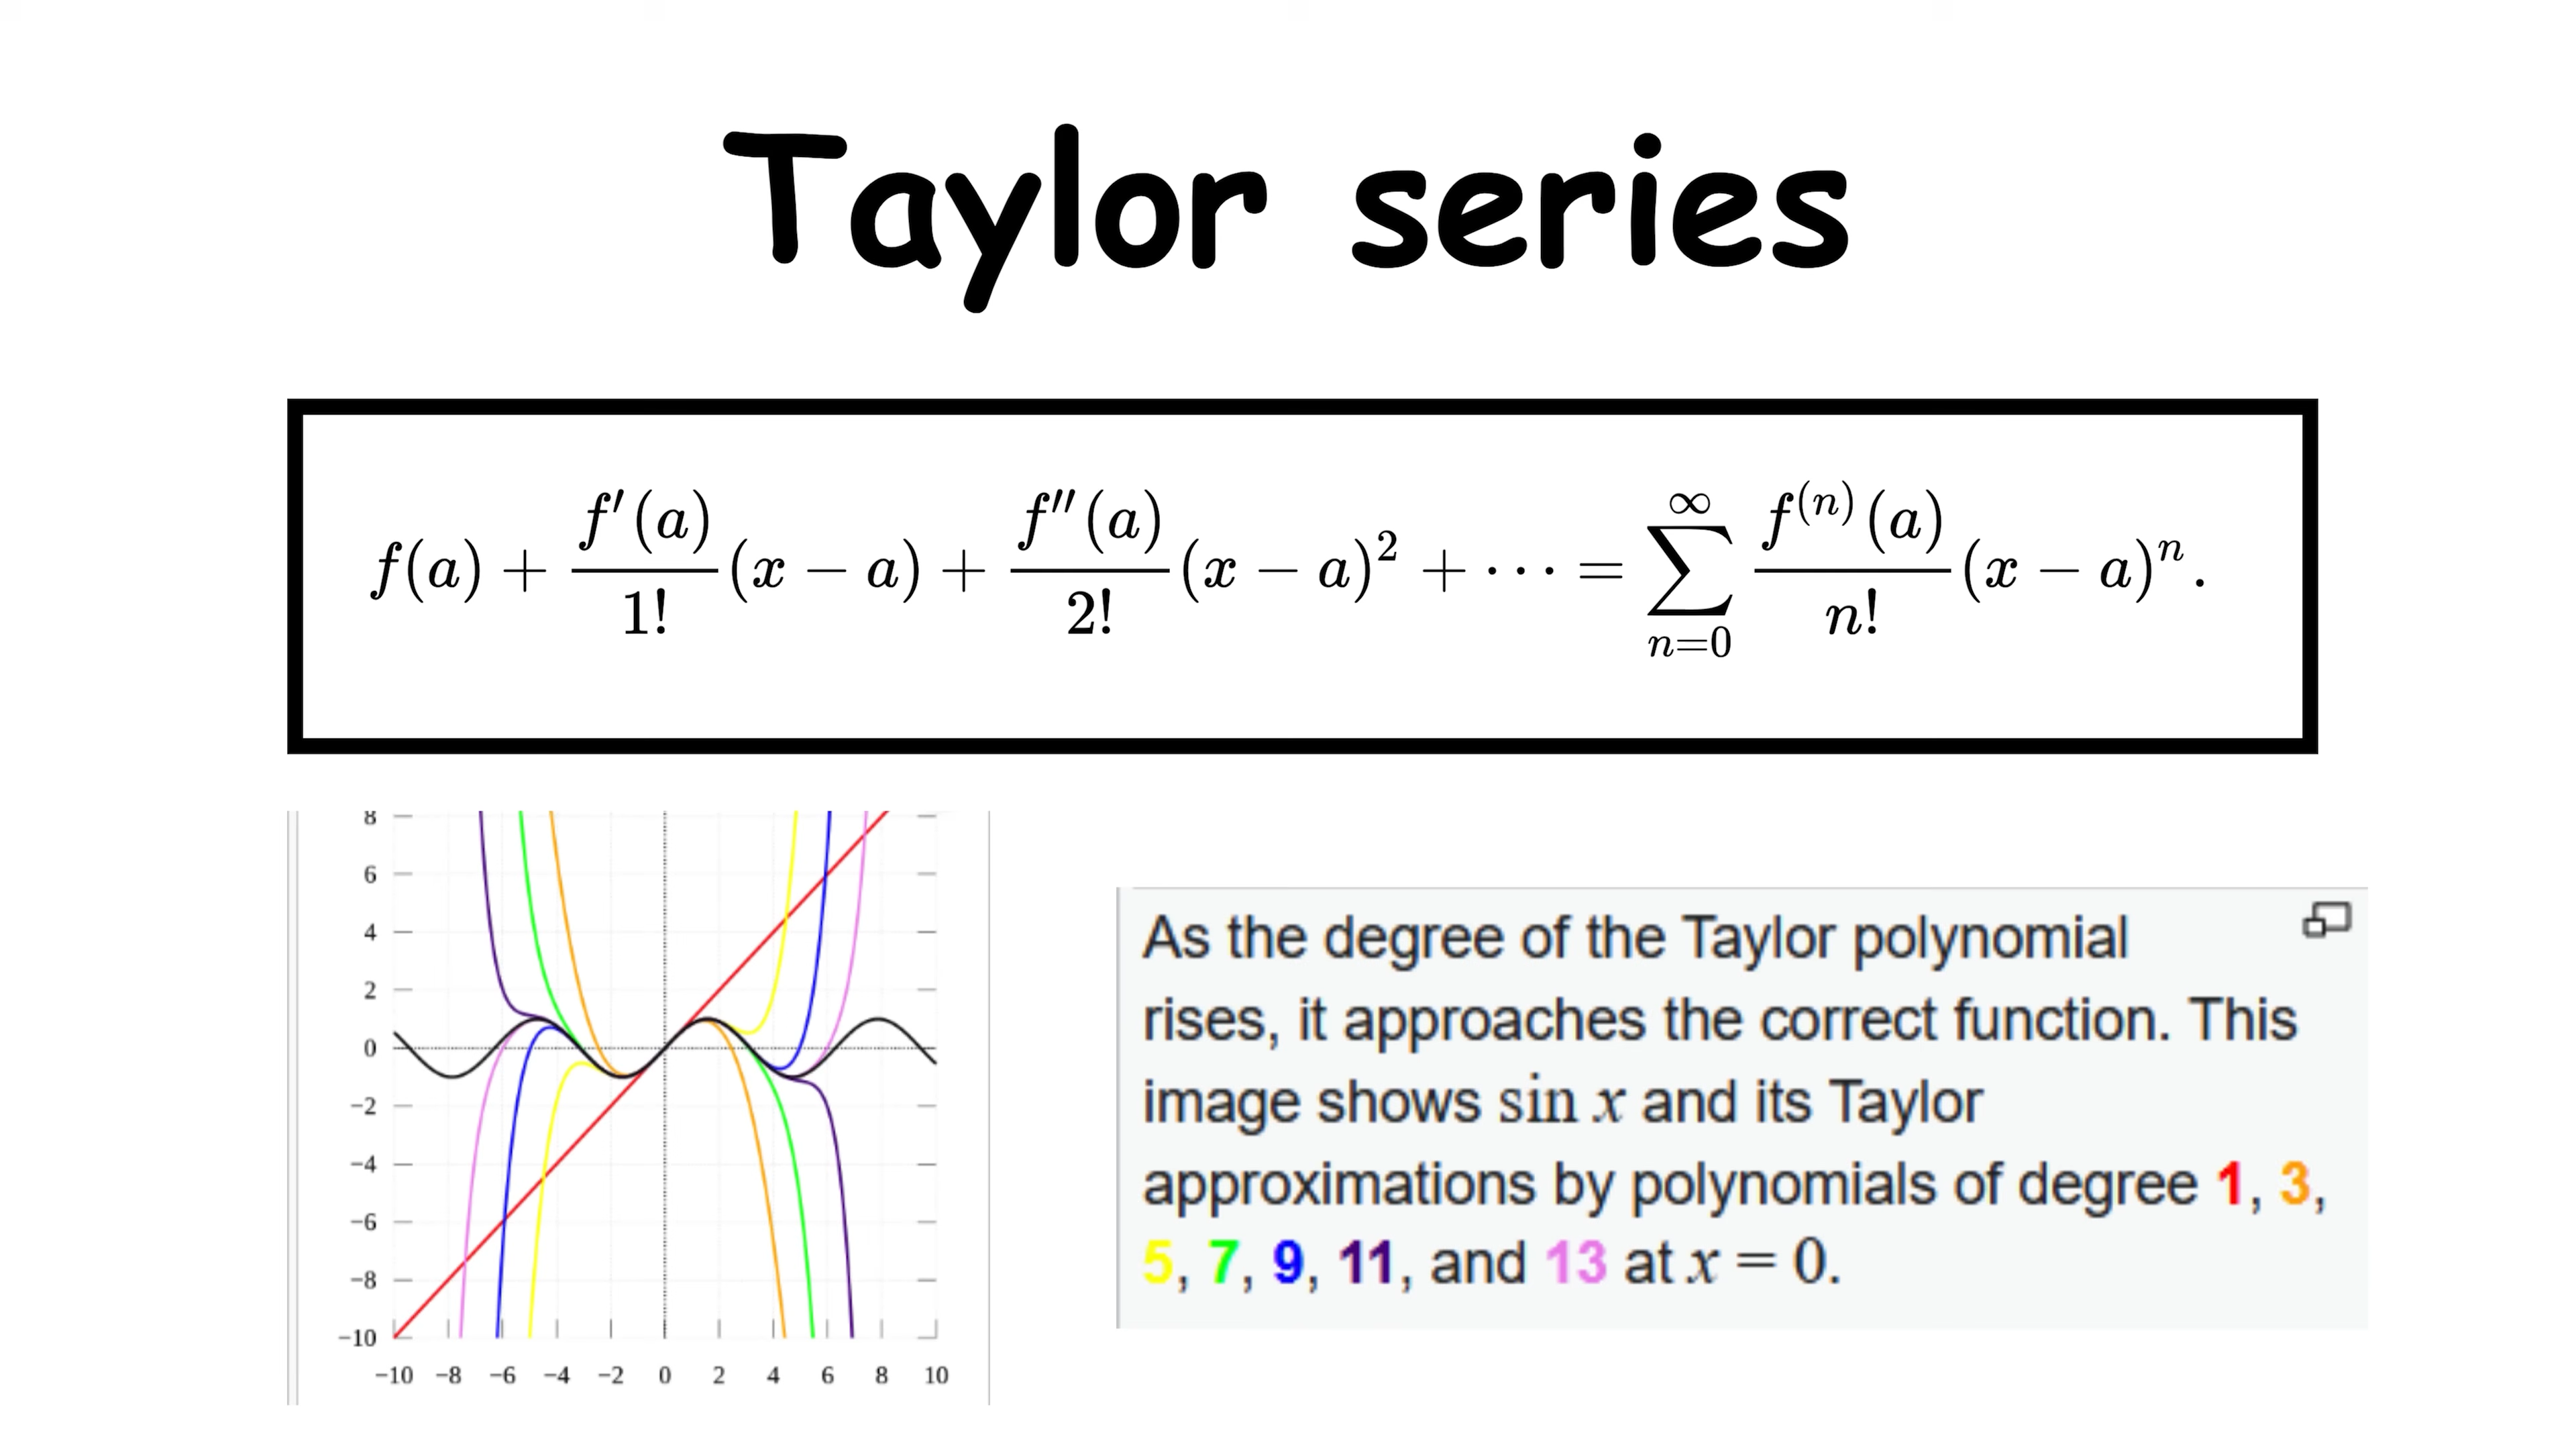 Taylor series
f(a) + f′(a)/1! (x − a) + f″(a)/2! (x − a)² + ··· = ∑_{n=0}^{∞} f^{(n)}(a)/n! (x − a)^n.
8
6
4
2
0
−2
−4
−6
−8
−10
−10 −8 −6 −4 −2 0 2 4 6 8 10
As the degree of the Taylor polynomial
rises, it approaches the correct function. This
image shows sin x and its Taylor
approximations by polynomials of degree 1, 3,
5, 7, 9, 11, and 13 at x = 0.